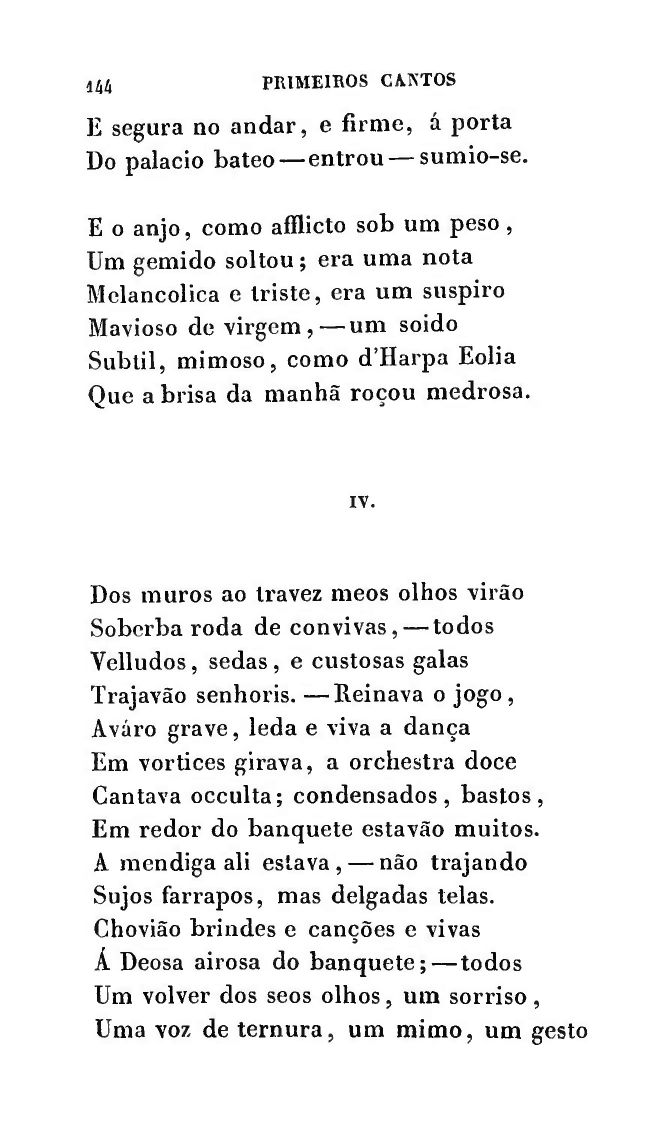 144 PRIMEIROS CANTOS
E segura no andar, e firme, á porta
Do palacio bateo—entrou—sumio-se.
E o anjo, como afflicto sob um peso,
Um gemido soltou; era uma nota
Melancolica e triste, era um suspiro
Mavioso de virgem,—um soido
Subtil, mimoso, como d'Harpa Eolia
Que a brisa da manhã roçou medrosa.
IV.
Dos muros ao travez meos olhos virão
Soberba roda de convivas,—todos
Velludos, sedas, e custosas galas
Trajavão senhoris.—Reinava o jogo,
Aváro grave, leda e viva a dança
Em vortices girava, a orchestra doce
Cantava occulta; condensados, bastos,
Em redor do banquete estavão muitos.
A mendiga ali estava,—não trajando
Sujos farrapos, mas delgadas telas.
Chovião brindes e canções e vivas
Á Deosa airosa do banquete;—todos
Um volver dos seos olhos, um sorriso,
Uma voz de ternura, um mimo, um gesto